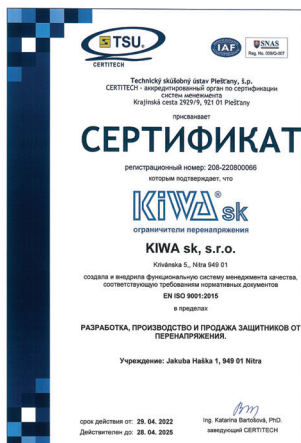 TSU.
CERTITECH
IAF
SNAS
Reg. No. 009/Q-007
Technický skúšobný ústav Piešťany, š.p.
CERTITECH - аккредитированный орган по сертификации
систем менежмента
Krajinská cesta 2929/9, 921 01 Piešťany
присваивает
СЕРТИФИКАТ
регистрационный номер: 208-220800066
которым подтверждает, что
KIWA® sk
ограничители перенапряжения
KIWA sk, s.r.o.
Krivánska 5,, Nitra 949 01
создала и внедрила функциональную систему менеджмента качества,
соответствующую требованиям нормативных документов
EN ISO 9001:2015
в пределах
РАЗРАБОТКА, ПРОИЗВОДСТВО И ПРОДАЖА ЗАЩИТНИКОВ ОТ
ПЕРЕНАПРЯЖЕНИЯ.
Учреждение: Jakuba Haška 1, 949 01 Nitra
срок действия от: 29. 04. 2022
Действителен до: 28. 04. 2025
Ing. Katarína Bartošová, PhD.
заведующий CERTITECH